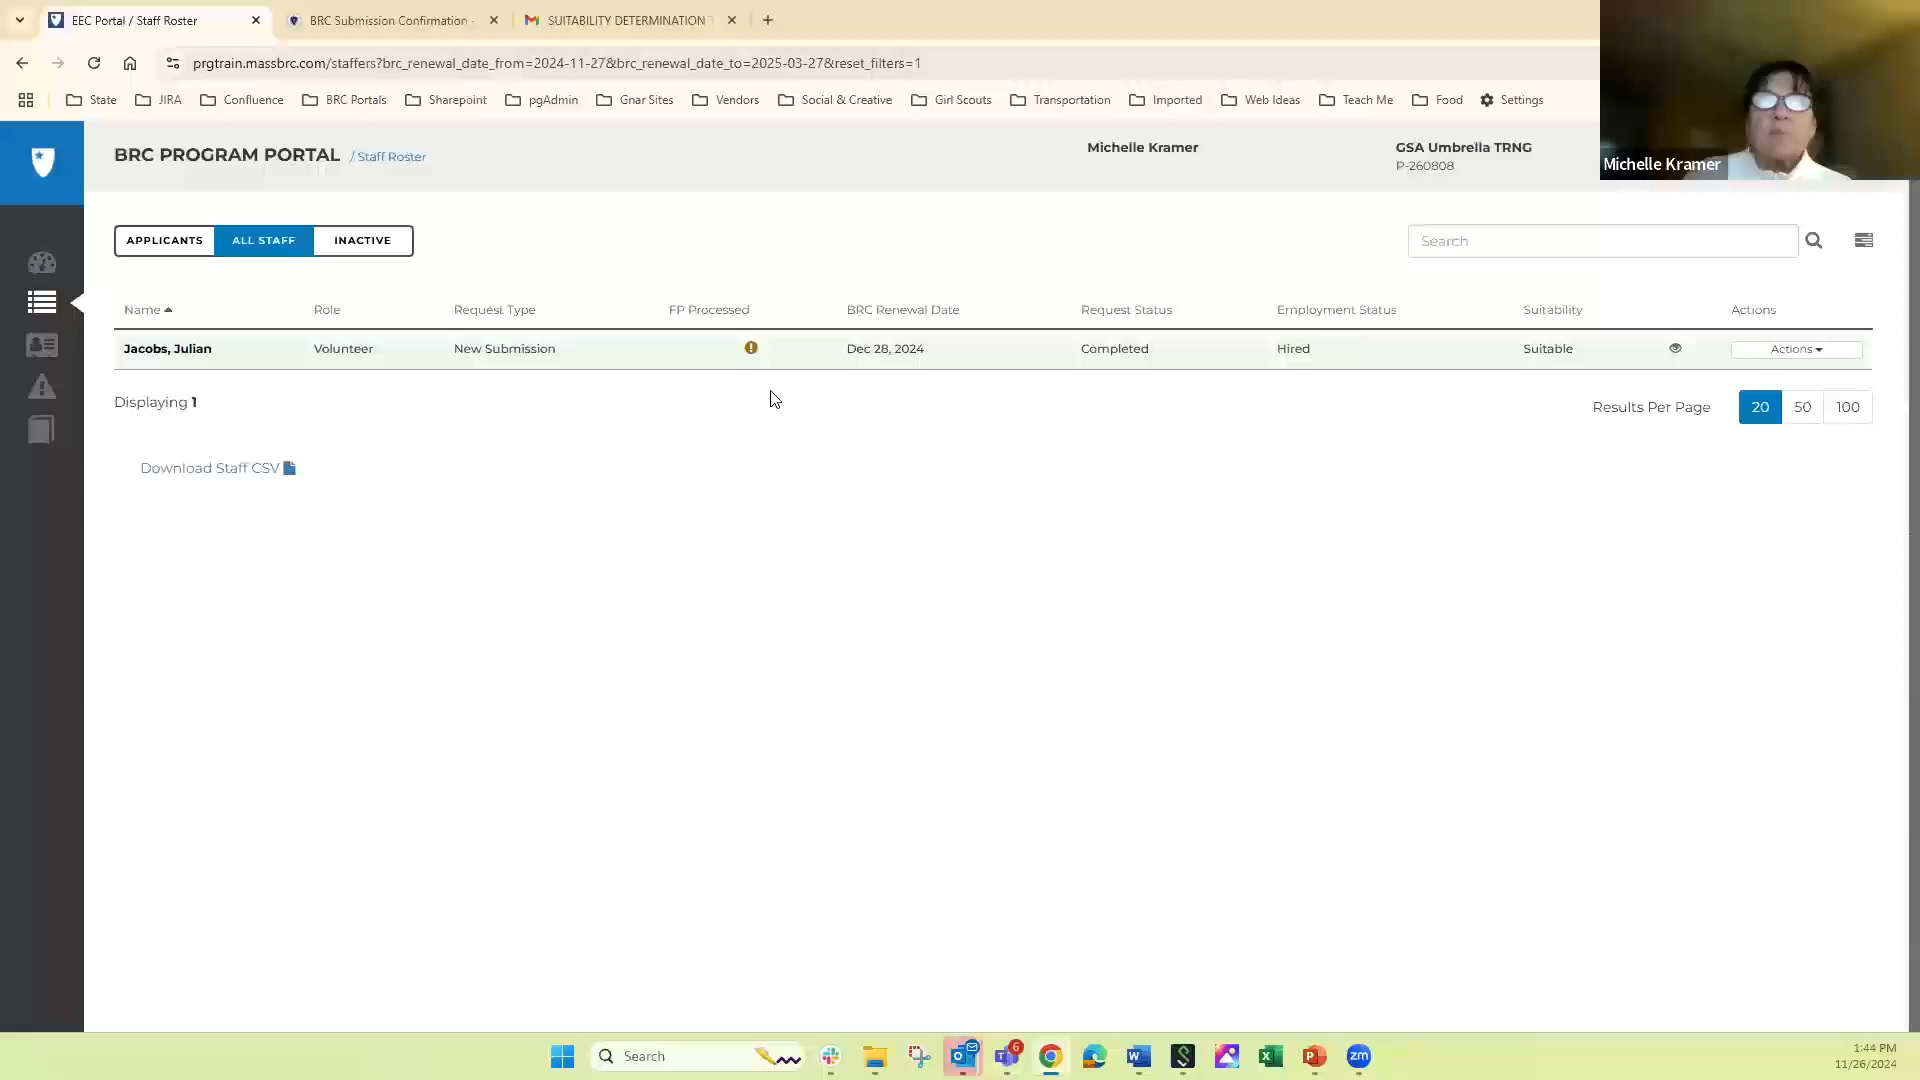 EEC Portal / Staff Roster
BRC Submission Confirmation -
SUITABILITY DETERMINATION
prgtrain.massbrc.com/staffers?brc_renewal_date_from=2024-11-27&brc_renewal_date_to=2025-03-27&reset_filters=1
State JIRA Confluence BRC Portals Sharepoint pgAdmin Gnar Sites Vendors Social & Creative Girl Scouts Transportation Imported Web Ideas Teach Me Food Settings
BRC PROGRAM PORTAL / Staff Roster
Michelle Kramer
GSA Umbrella TRNG
P-260808
Michelle Kramer
APPLICANTS ALL STAFF INACTIVE
Search
Name Role Request Type FP Processed BRC Renewal Date Request Status Employment Status Suitability Actions
Jacobs, Julian Volunteer New Submission Dec 28, 2024 Completed Hired Suitable Actions
Displaying 1
Results Per Page 20 50 100
Download Staff CSV
Search
6
zm
1:44 PM
11/26/2024